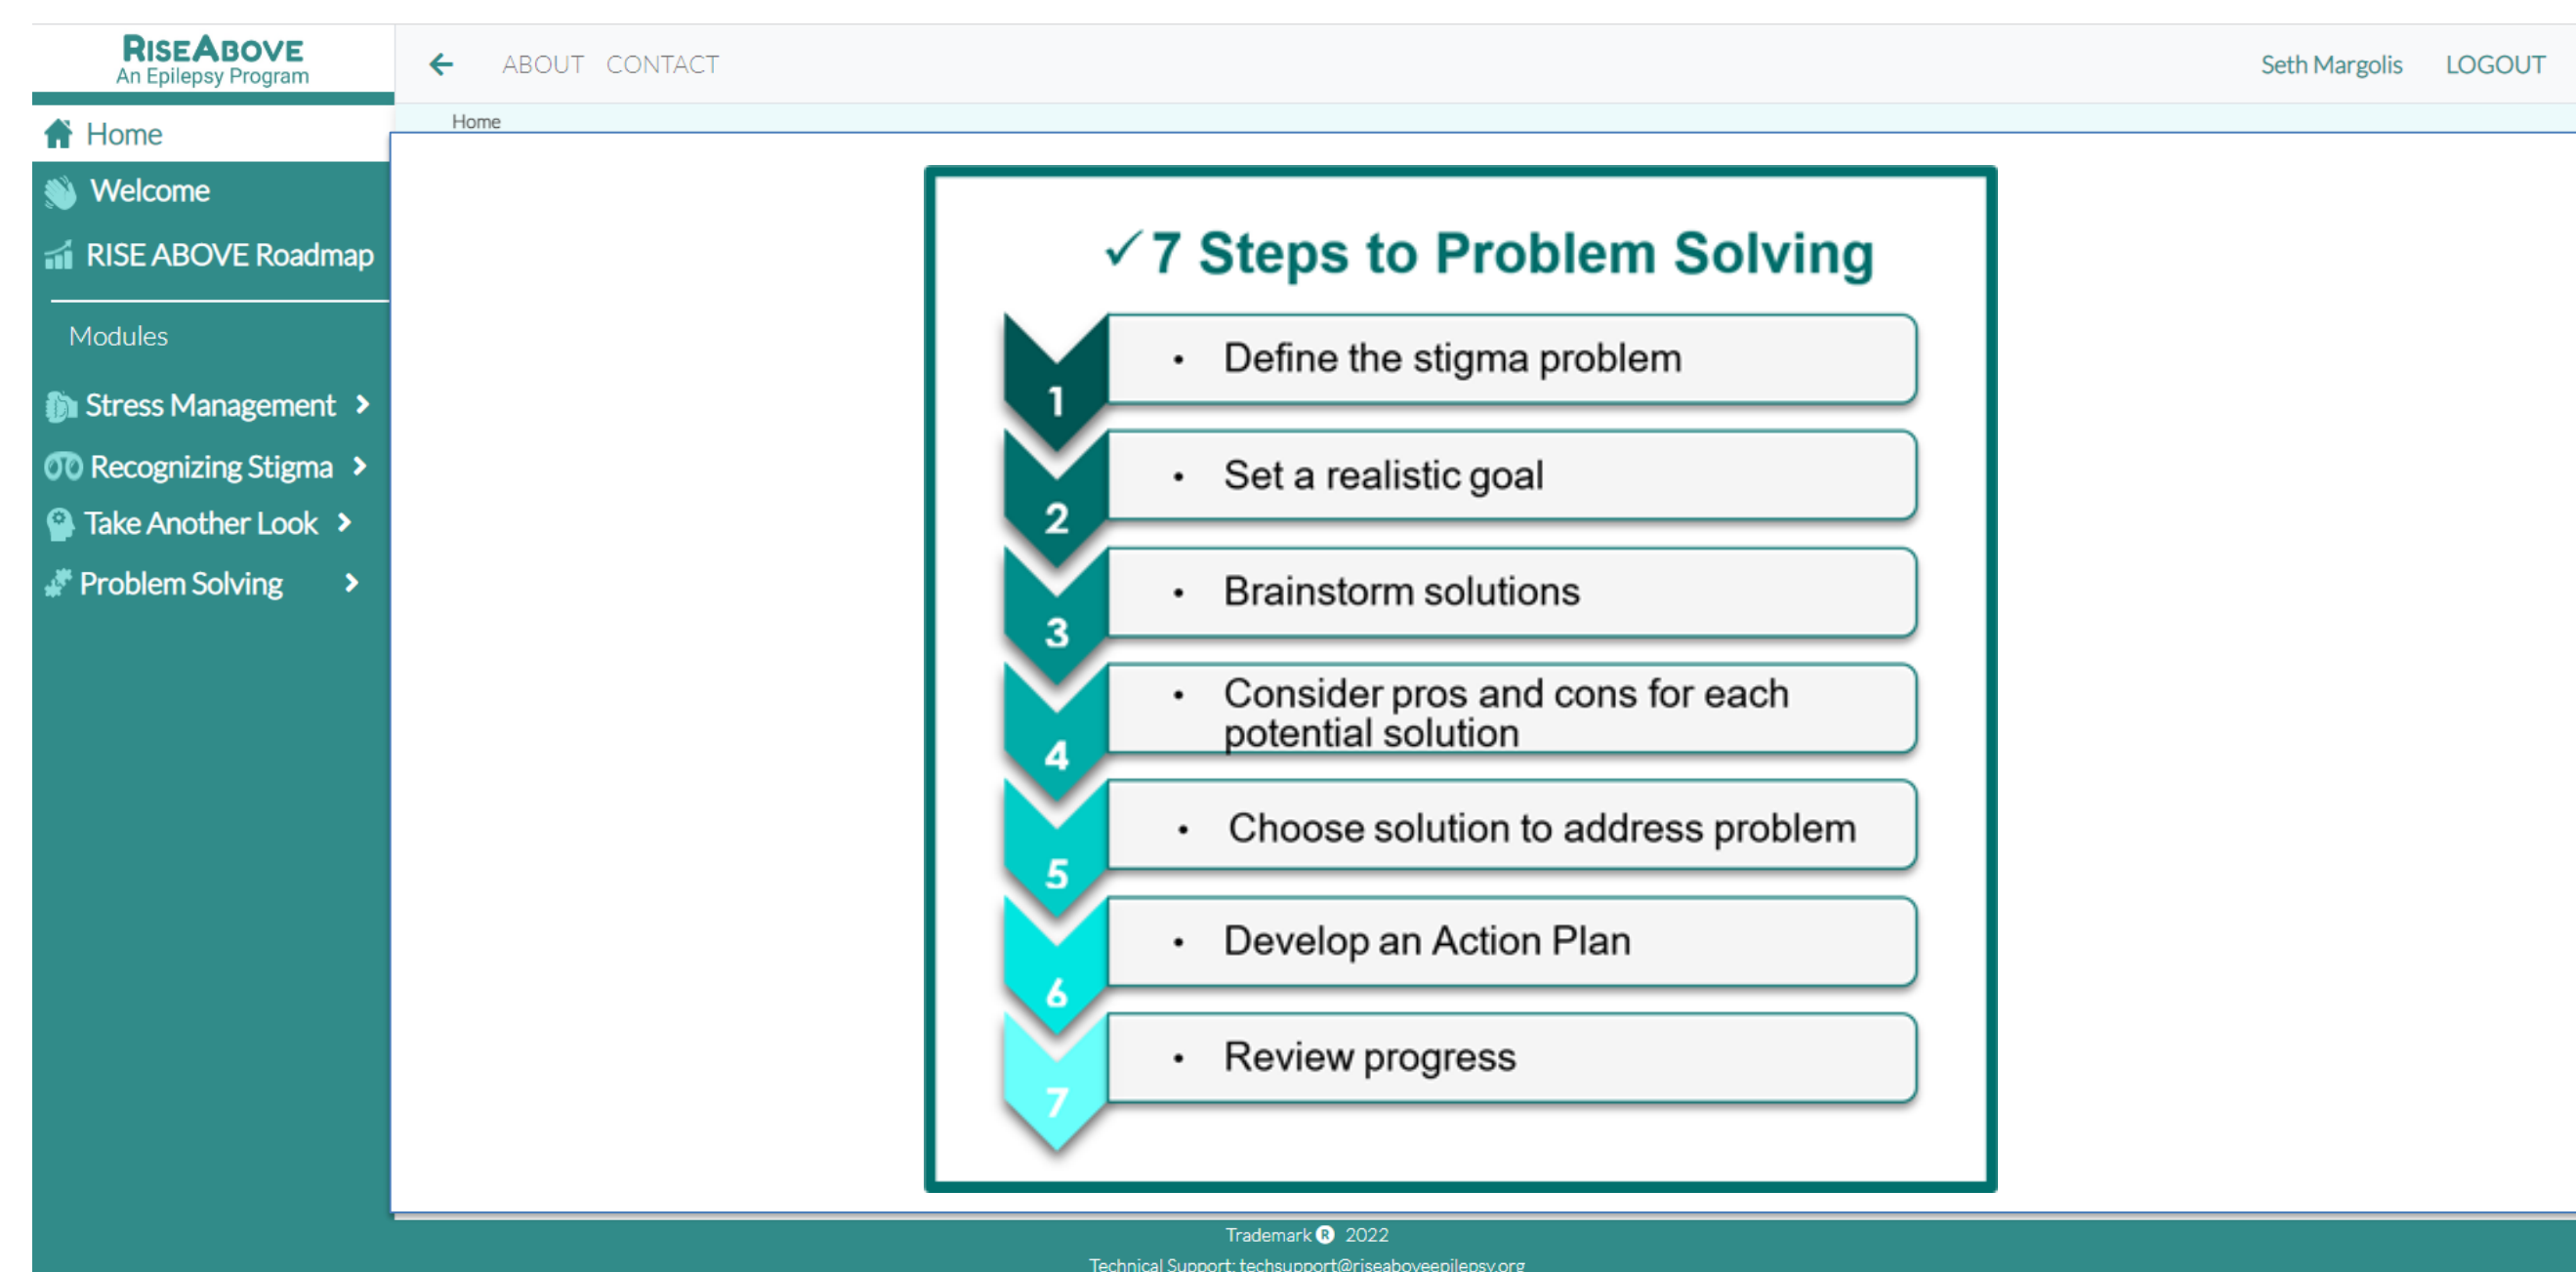 RISEABOVE
An Epilepsy Program
ABOUT CONTACT
Seth Margolis LOGOUT
Home
Home
Welcome
RISE ABOVE Roadmap
Modules
Stress Management
Recognizing Stigma
Take Another Look
Problem Solving
✓ 7 Steps to Problem Solving
1 • Define the stigma problem
2 • Set a realistic goal
3 • Brainstorm solutions
4 • Consider pros and cons for each
potential solution
5 • Choose solution to address problem
6 • Develop an Action Plan
7 • Review progress
Trademark ® 2022
Technical Support: techsupport@riseaboveepilepsy.org